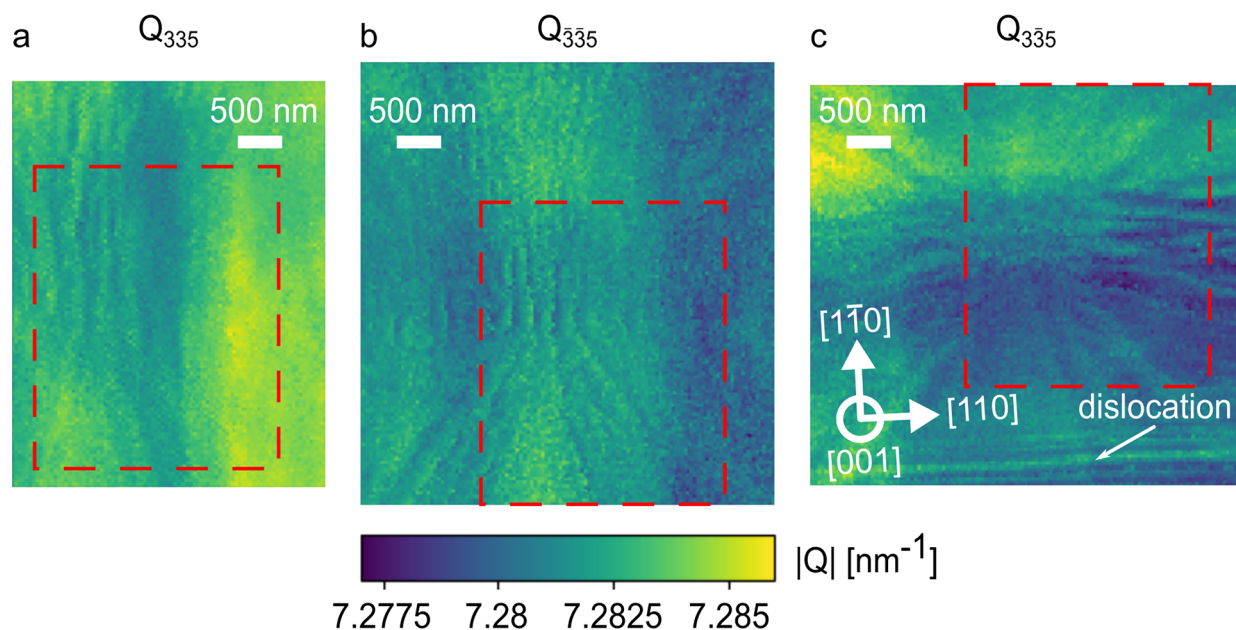 a
Q₃₃₅
b
Q₃̅₃̅₅
c
Q₃₃̅₅
500 nm
500 nm
500 nm
[11̅0]
[110]
[001]
dislocation
|Q| [nm⁻¹]
7.2775 7.28 7.2825 7.285